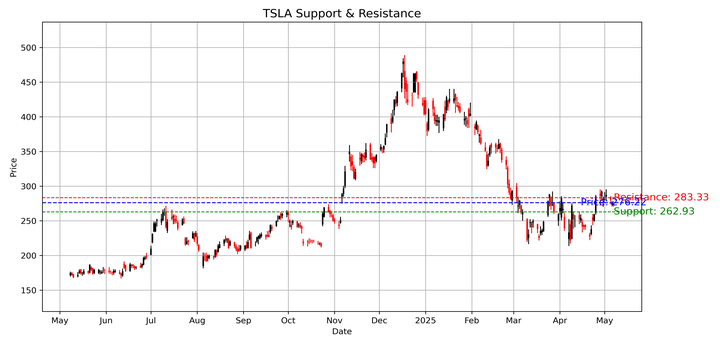 TSLA Support & Resistance
500
450
400
350
300
250
200
150
Price
Resistance: 283.33
Price: 276.22
Support: 262.93
May Jun Jul Aug Sep Oct Nov Dec 2025 Feb Mar Apr May
Date